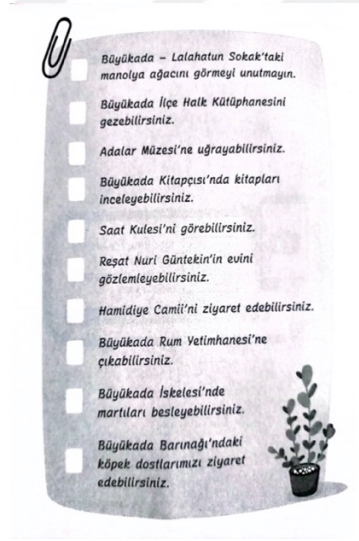 Büyükada – Lalahatun Sokak'taki
manolya ağacını görmeyi unutmayın.
Büyükada İlçe Halk Kütüphanesini
gezebilirsiniz.
Adalar Müzesi'ne uğrayabilirsiniz.
Büyükada Kitapçısı'nda kitapları
inceleyebilirsiniz.
Saat Kulesi'ni görebilirsiniz.
Reşat Nuri Güntekin'in evini
gözlemleyebilirsiniz.
Hamidiye Camii'ni ziyaret edebilirsiniz.
Büyükada Rum Yetimhanesi'ne
çıkabilirsiniz.
Büyükada İskelesi'nde
martıları besleyebilirsiniz.
Büyükada Barınağı'ndaki
köpek dostlarımızı ziyaret
edebilirsiniz.